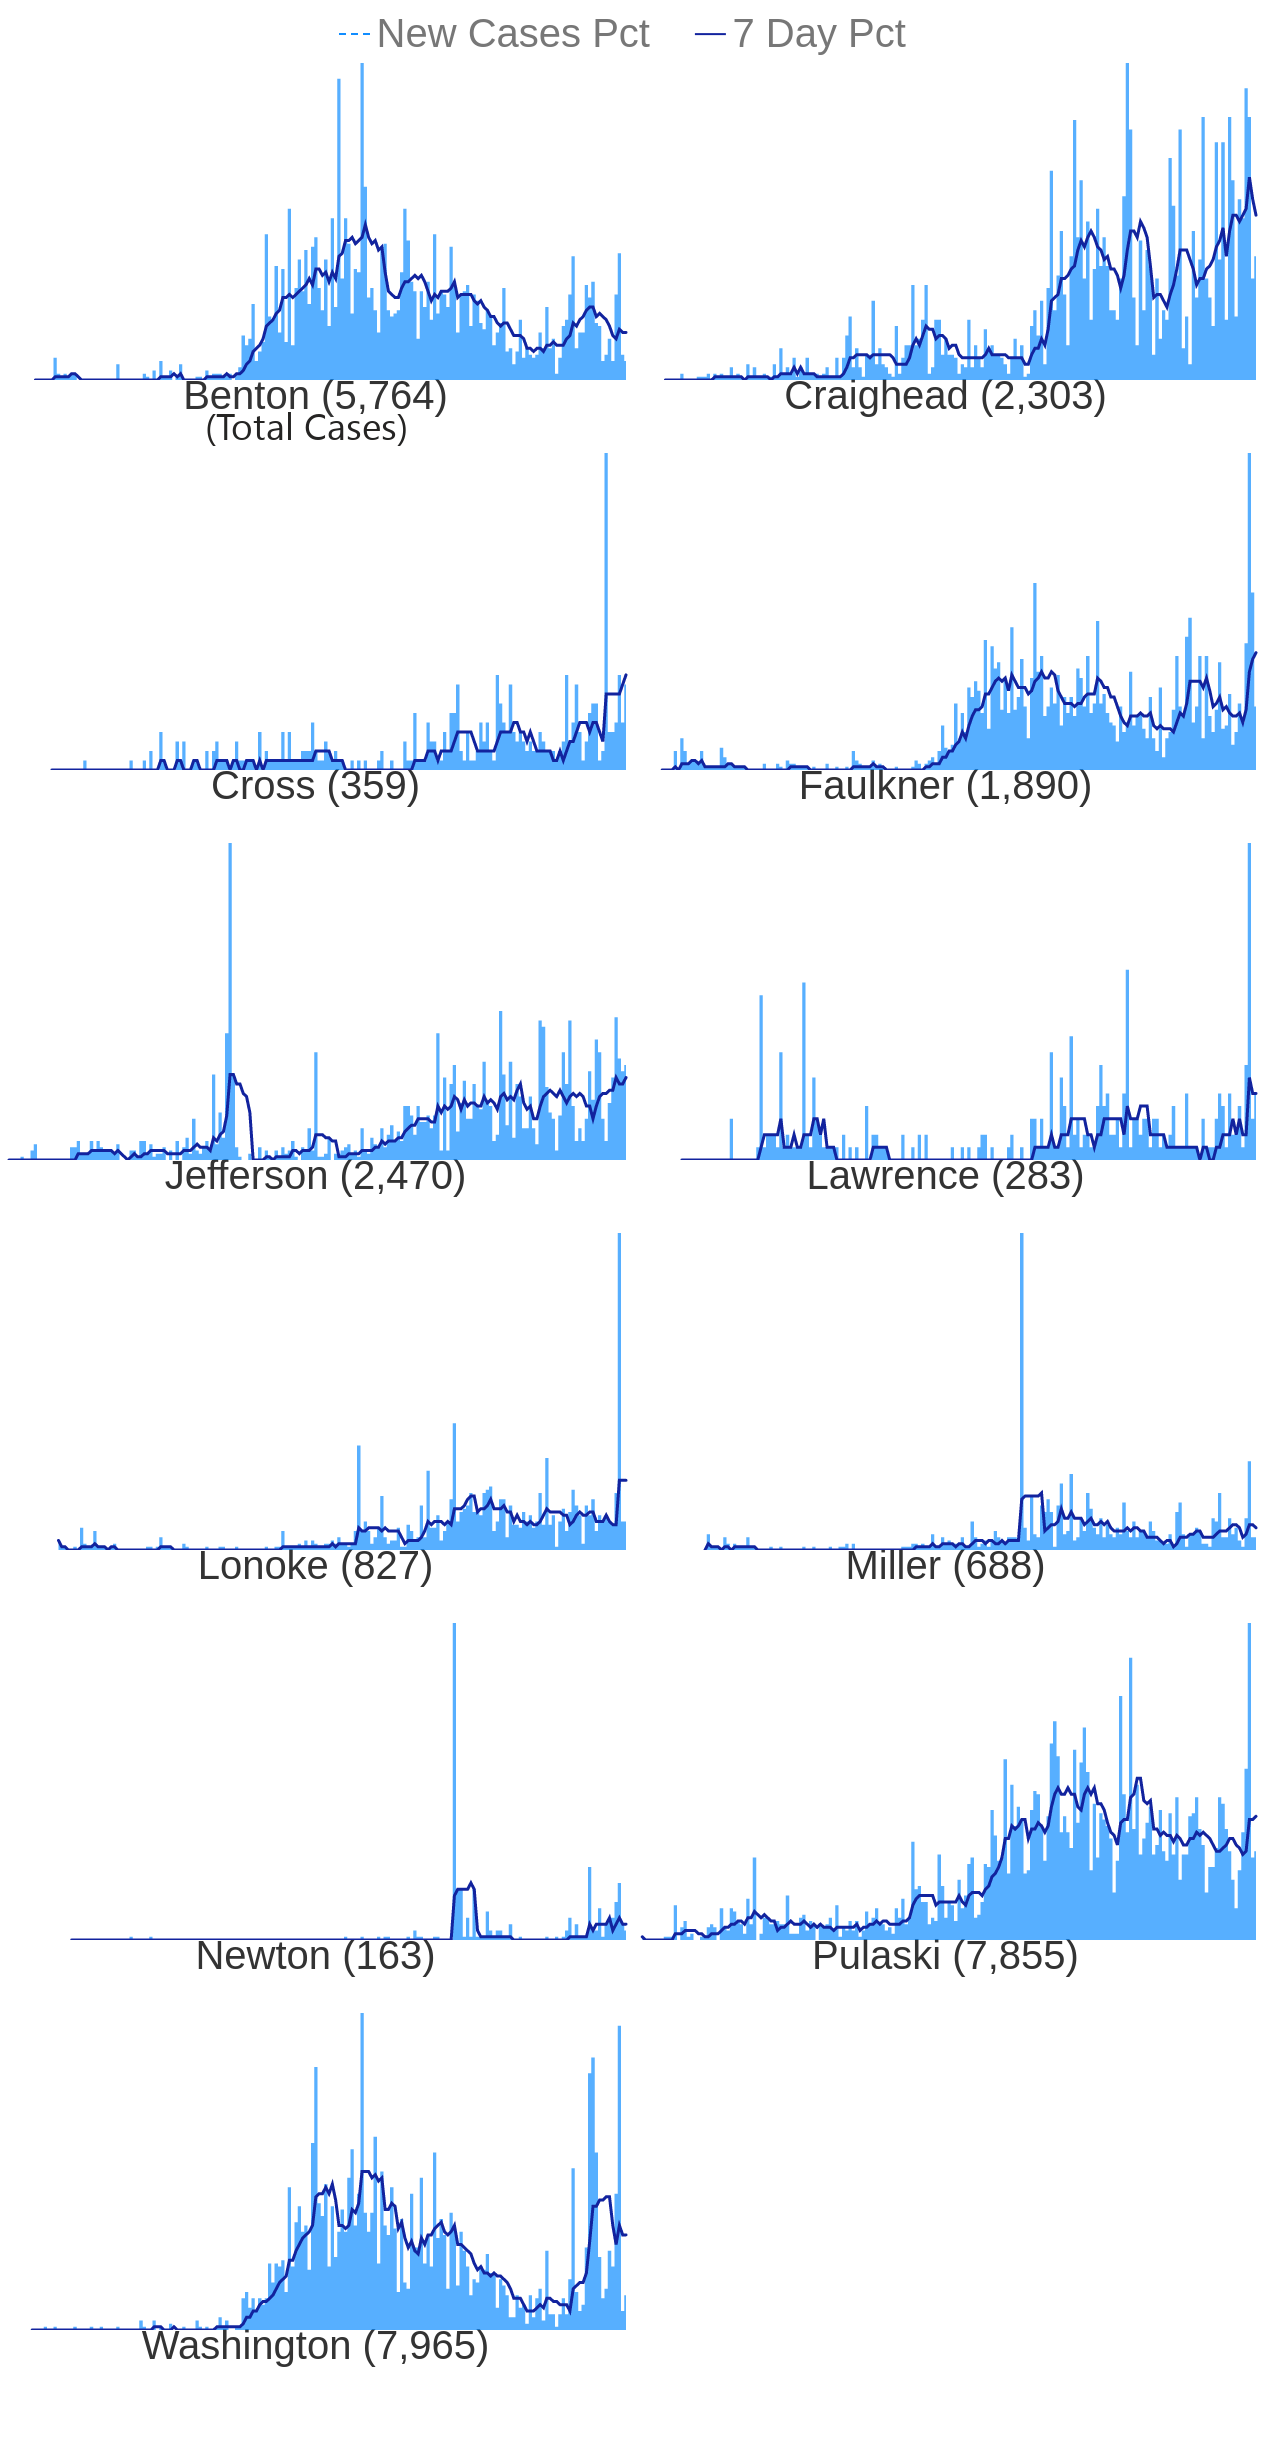 New Cases Pct 7 Day Pct
Benton (5,764) Craighead (2,303)
(Total Cases)
Cross (359) Faulkner (1,890)
Jefferson (2,470) Lawrence (283)
Lonoke (827) Miller (688)
Newton (163) Pulaski (7,855)
Washington (7,965)